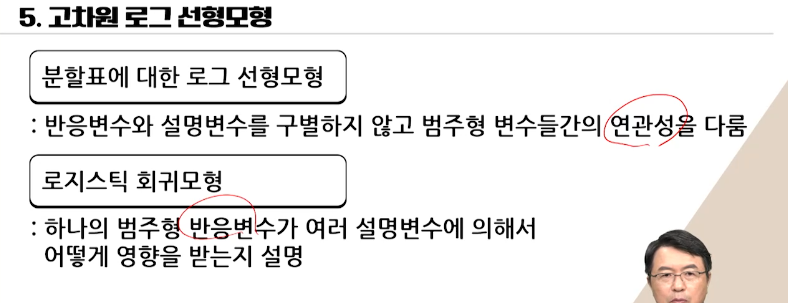 5. 고차원 로그 선형모형
분할표에 대한 로그 선형모형
: 반응변수와 설명변수를 구별하지 않고 범주형 변수들간의 연관성을 다룸
로지스틱 회귀모형
: 하나의 범주형 반응변수가 여러 설명변수에 의해서
어떻게 영향을 받는지 설명